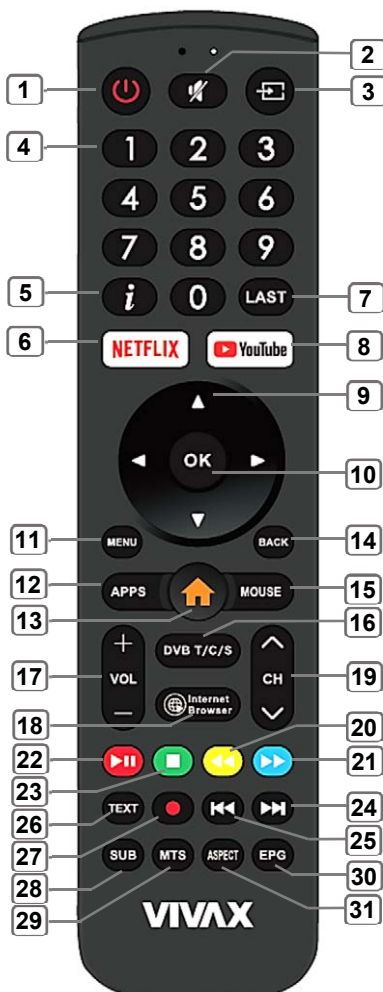 2
1
3
4
1 2 3
4 5 6
7 8 9
5
i 0 LAST
7
6
NETFLIX YouTube
8
9
OK
10
11
MENU BACK
14
12
APPS MOUSE
15
13
16
17
+
VOL
−
DVB T/C/S
CH
19
18
Internet
Browser
20
22
21
23
24
26
TEXT
25
27
28
SUB MTS ASPECT EPG
30
29
31
VIVAX